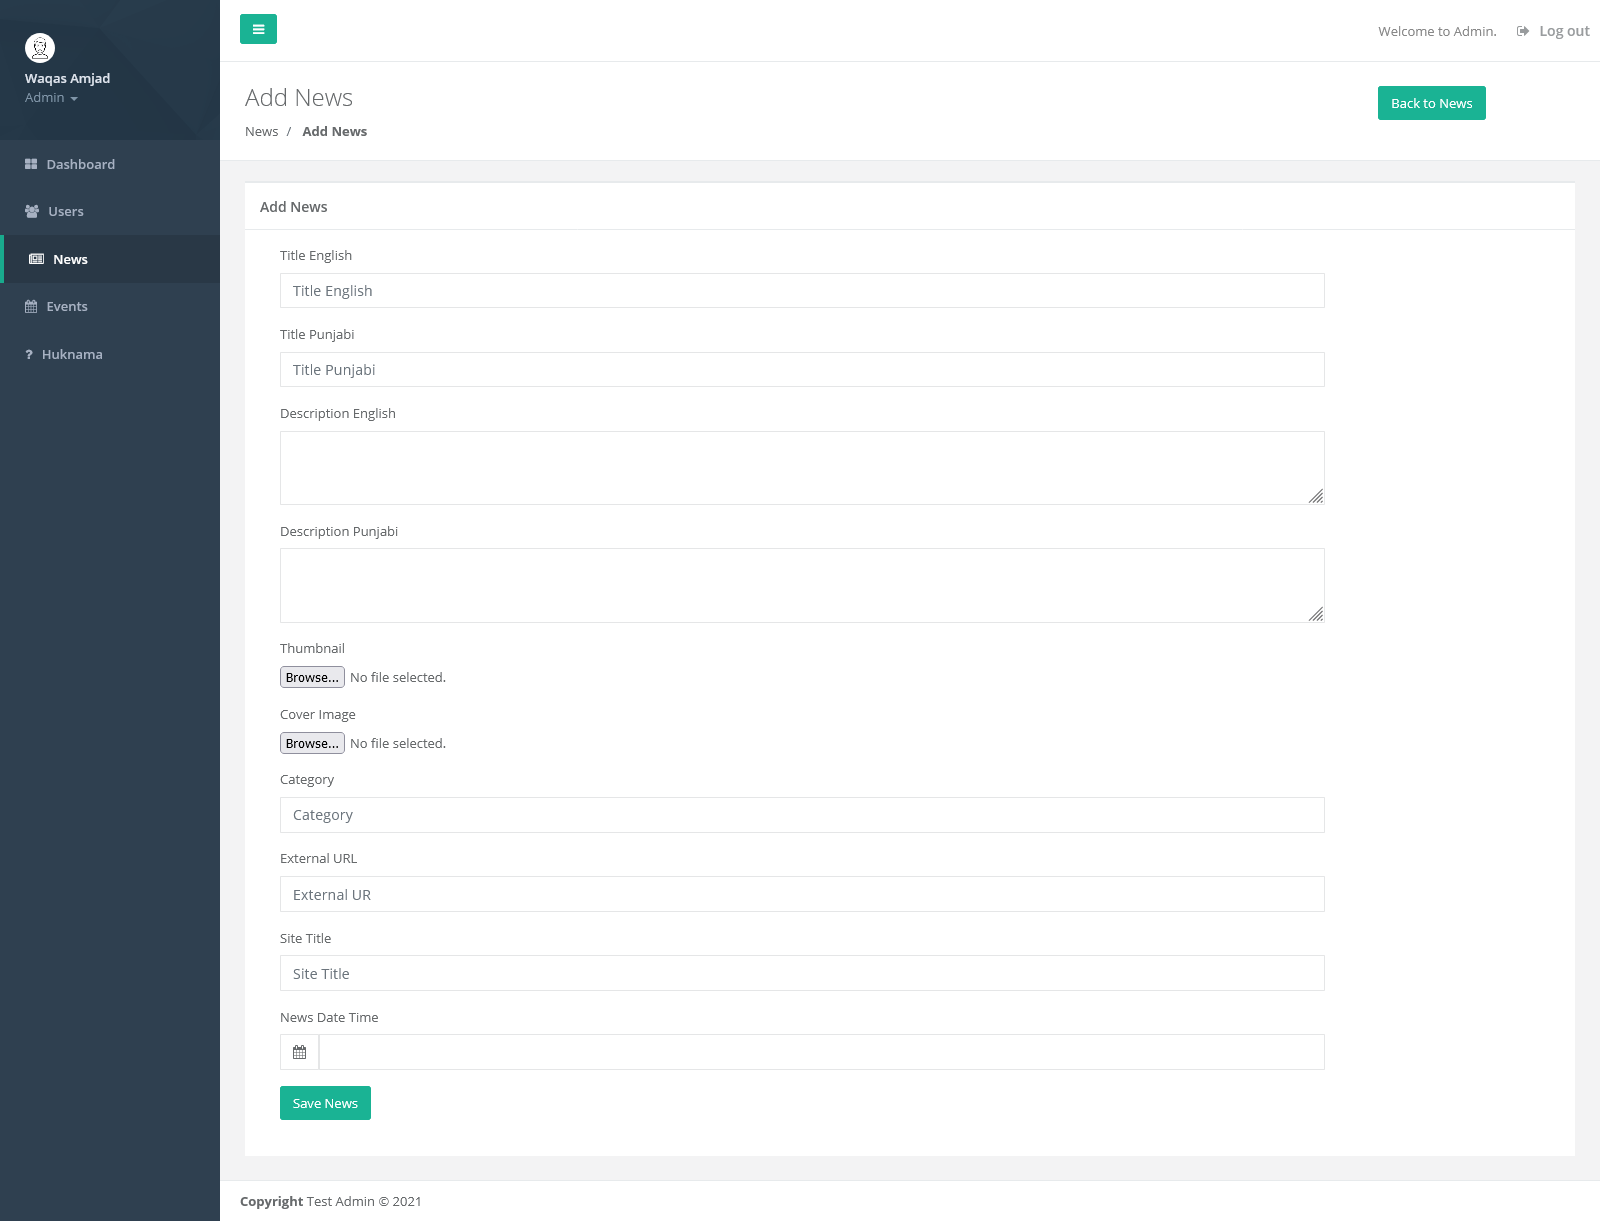 Waqas Amjad
Admin
Dashboard
Users
News
Events
? Huknama
Welcome to Admin.
Log out
Add News
News / Add News
Back to News
Add News
Title English
Title English
Title Punjabi
Title Punjabi
Description English
Description Punjabi
Thumbnail
Browse... No file selected.
Cover Image
Browse... No file selected.
Category
Category
External URL
External UR
Site Title
Site Title
News Date Time
Save News
Copyright Test Admin © 2021